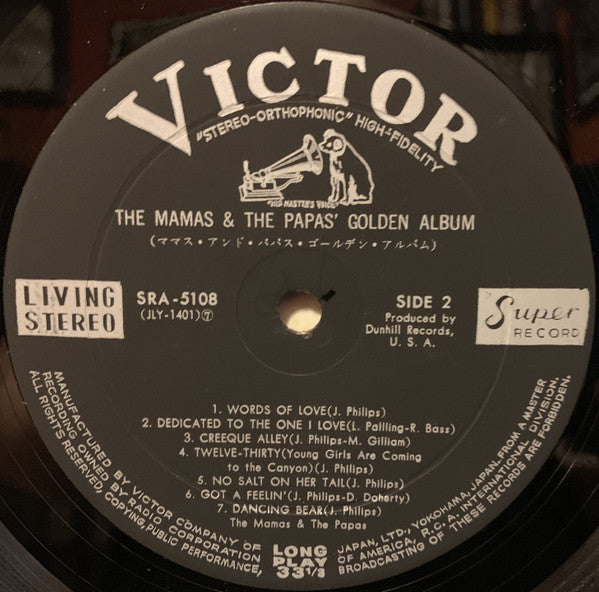 VICTOR
"STEREO-ORTHOPHONIC" HIGH-FIDELITY
"HIS MASTER'S VOICE"
THE MAMAS & THE PAPAS' GOLDEN ALBUM
(ママス・アンド・パパス・ゴールデン・アルバム)
LIVING
STEREO
SRA-5108
(JLY-1401)⑦
SIDE 2
Produced by
Dunhill Records,
U. S. A.
Super
RECORD
1. WORDS OF LOVE(J. Philips)
2. DEDICATED TO THE ONE I LOVE(L. Pailling-R. Bass)
3. CREEQUE ALLEY(J. Philips-M. Gilliam)
4. TWELVE-THIRTY(Young Girls Are Coming
to the Canyon)(J. Philips)
5. NO SALT ON HER TAIL(J. Philips)
6. GOT A FEELIN'(J. Philips-D. Doherty)
7. DANCING BEAR(J. Philips)
The Mamas & The Papas
MANUFACTURED BY VICTOR COMPANY OF JAPAN, LTD., YOKOHAMA, JAPAN, FROM A MASTER
RECORDING OWNED BY RADIO CORPORATION OF AMERICA, R.C.A. INTERNATIONAL DIVISION.
ALL RIGHTS RESERVED, COPYING, PUBLIC PERFORMANCE, BROADCASTING OF THESE RECORDS ARE FORBIDDEN.
LONG
PLAY
33 1/3